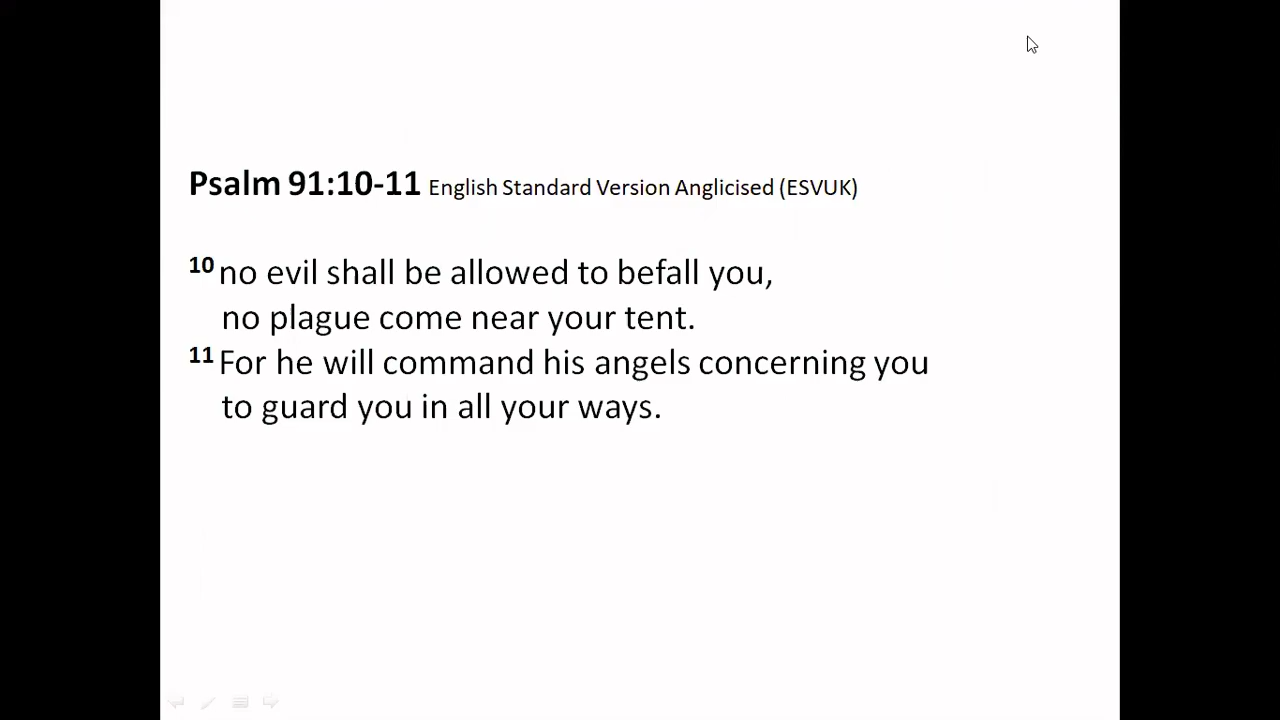 Psalm 91:10-11 English Standard Version Anglicised (ESVUK)
10 no evil shall be allowed to befall you,
no plague come near your tent.
11 For he will command his angels concerning you
to guard you in all your ways.